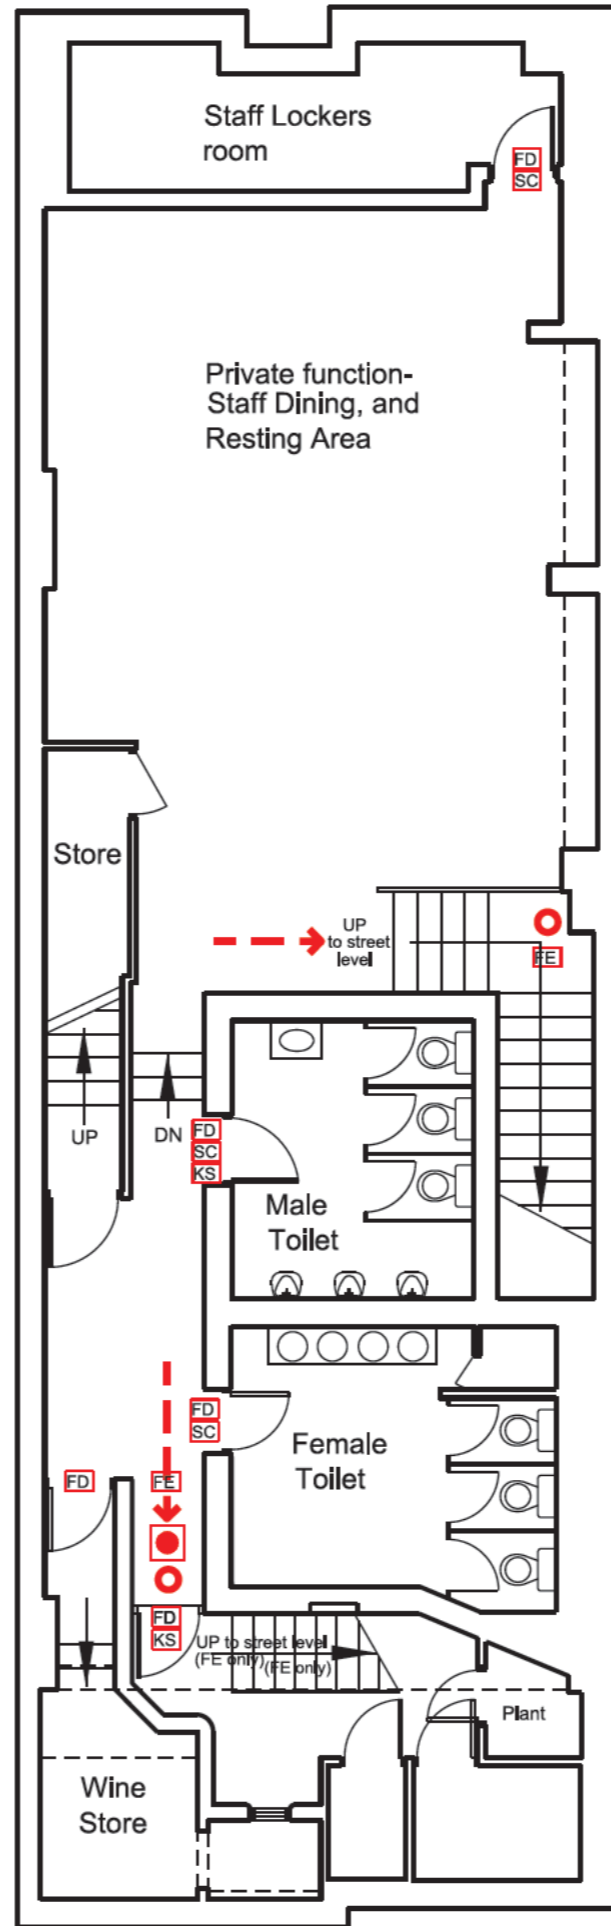 Staff Lockers
room
FD
SC
Private function-
Staff Dining, and
Resting Area
Store
UP
to street
level
FE
UP
DN
FD
SC
KS
Male
Toilet
FD
SC
Female
Toilet
FD
FE
FD
KS
UP to street level
(FE only)
(FE only)
Plant
Wine
Store